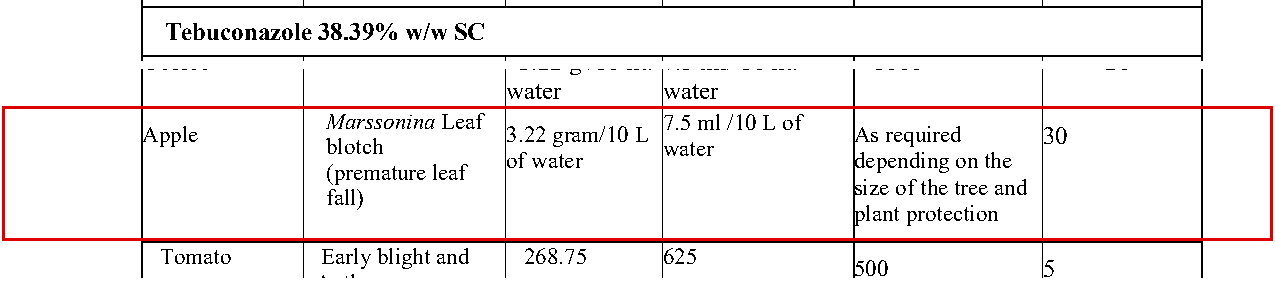 Tebuconazole 38.39% w/w SC
water water
Apple Marssonina Leaf blotch (premature leaf fall) 3.22 gram/10 L of water 7.5 ml /10 L of water As required depending on the size of the tree and plant protection 30
Tomato Early blight and 268.75 625 500 5